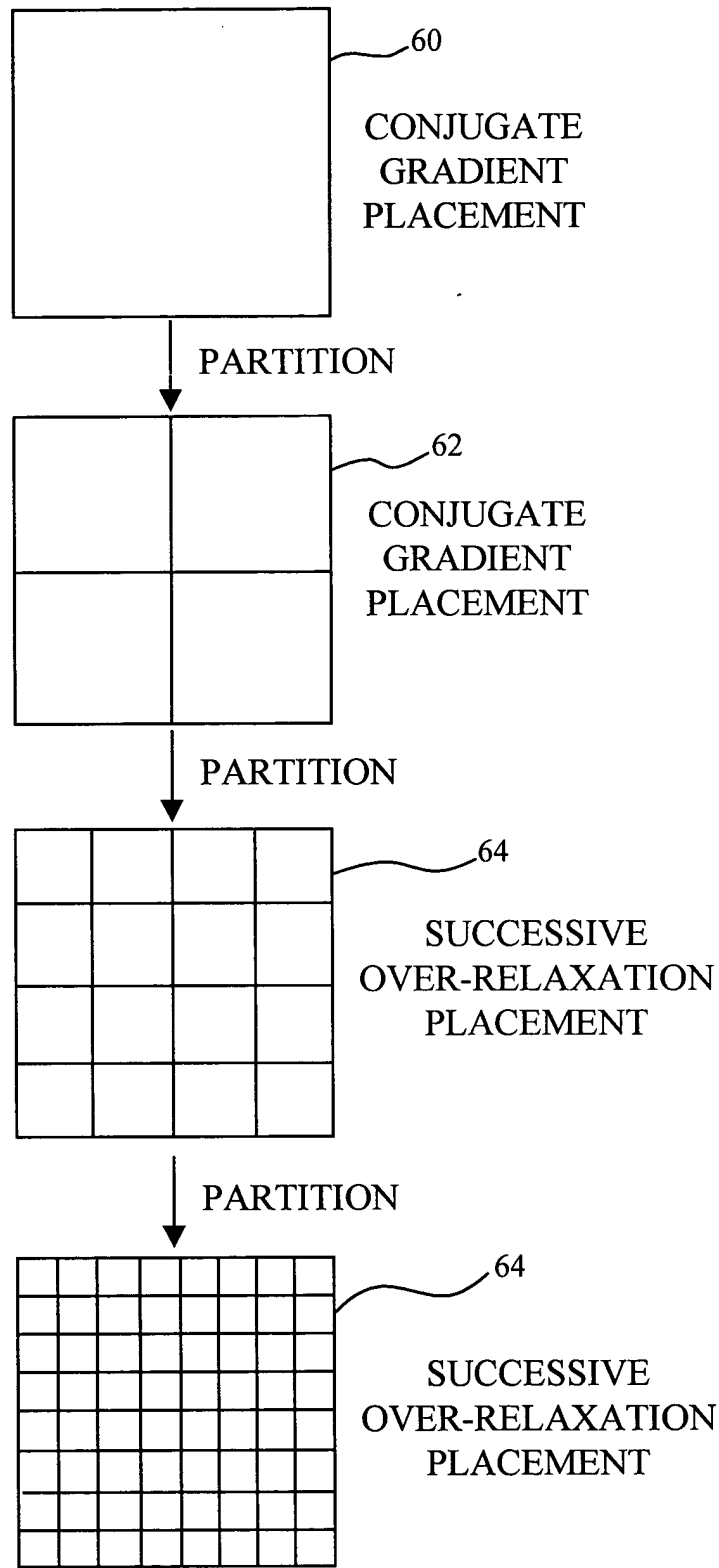 60
CONJUGATE
GRADIENT
PLACEMENT
PARTITION
62
CONJUGATE
GRADIENT
PLACEMENT
PARTITION
64
SUCCESSIVE
OVER-RELAXATION
PLACEMENT
PARTITION
64
SUCCESSIVE
OVER-RELAXATION
PLACEMENT